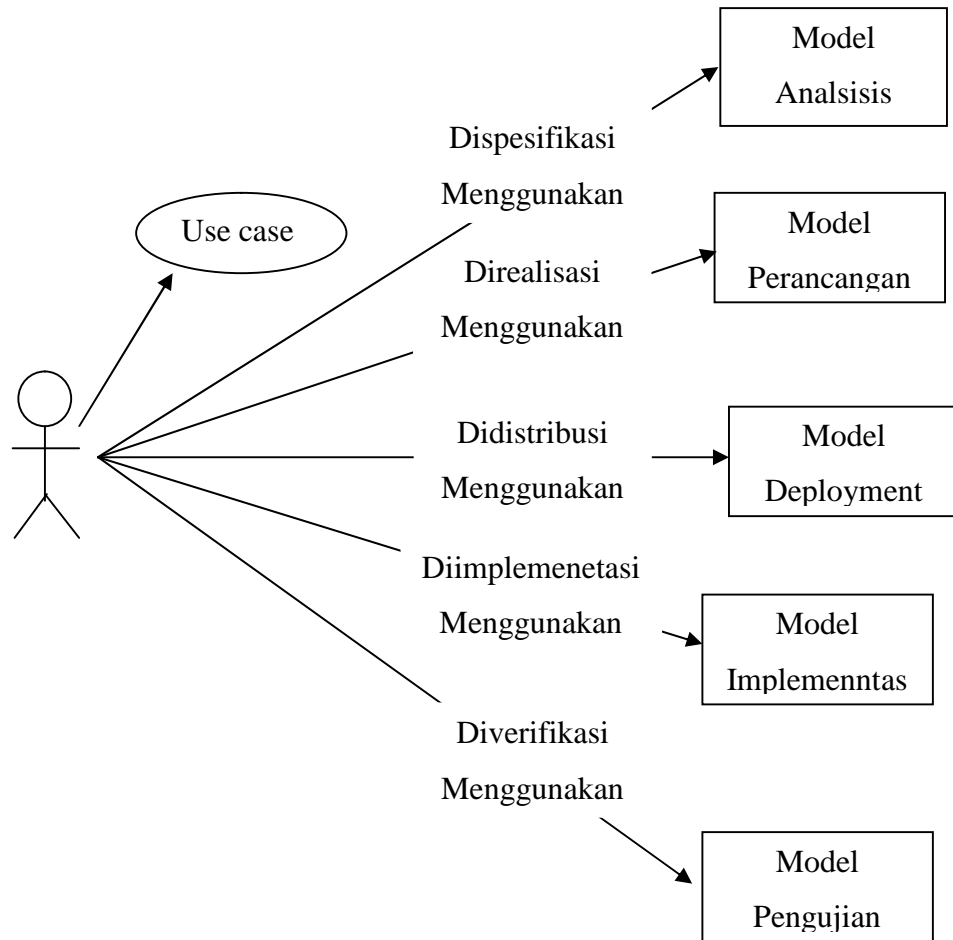 Model
Analsisis
Dispesifikasi
Menggunakan
Use case
Model
Perancangan
Direalisasi
Menggunakan
Didistribusi
Menggunakan
Model
Deployment
Diimplemenetasi
Menggunakan
Model
Implemenntas
Diverifikasi
Menggunakan
Model
Pengujian